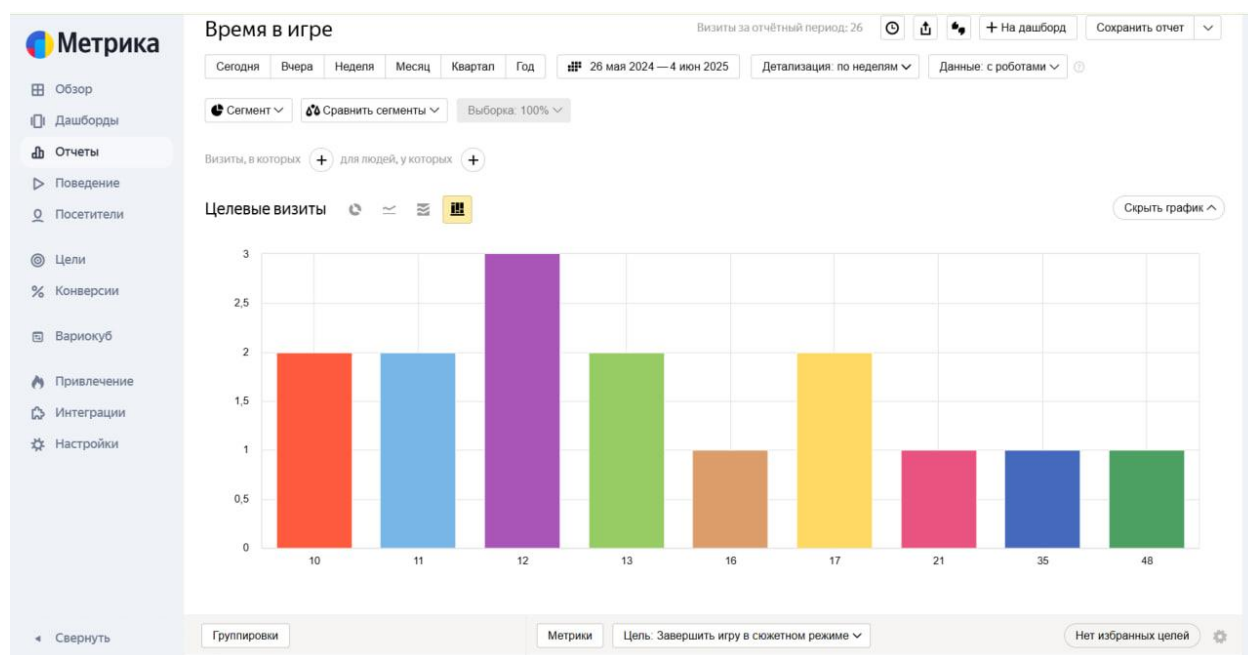 Метрика
Обзор
Дашборды
Отчеты
Поведение
Посетители
Цели
Конверсии
Вариокуб
Привлечение
Интеграции
Настройки
Свернуть
Время в игре
Визиты за отчётный период: 26
На дашборд
Сохранить отчет
Сегодня Вчера Неделя Месяц Квартал Год 26 мая 2024 — 4 июн 2025 Детализация: по неделям Данные: с роботами
Сегмент Сравнить сегменты Выборка: 100%
Визиты, в которых + для людей, у которых +
Целевые визиты
Скрыть график
3
2,5
2
1,5
1
0,5
0
10 11 12 13 16 17 21 35 48
Группировки Метрики Цель: Завершить игру в сюжетном режиме Нет избранных целей